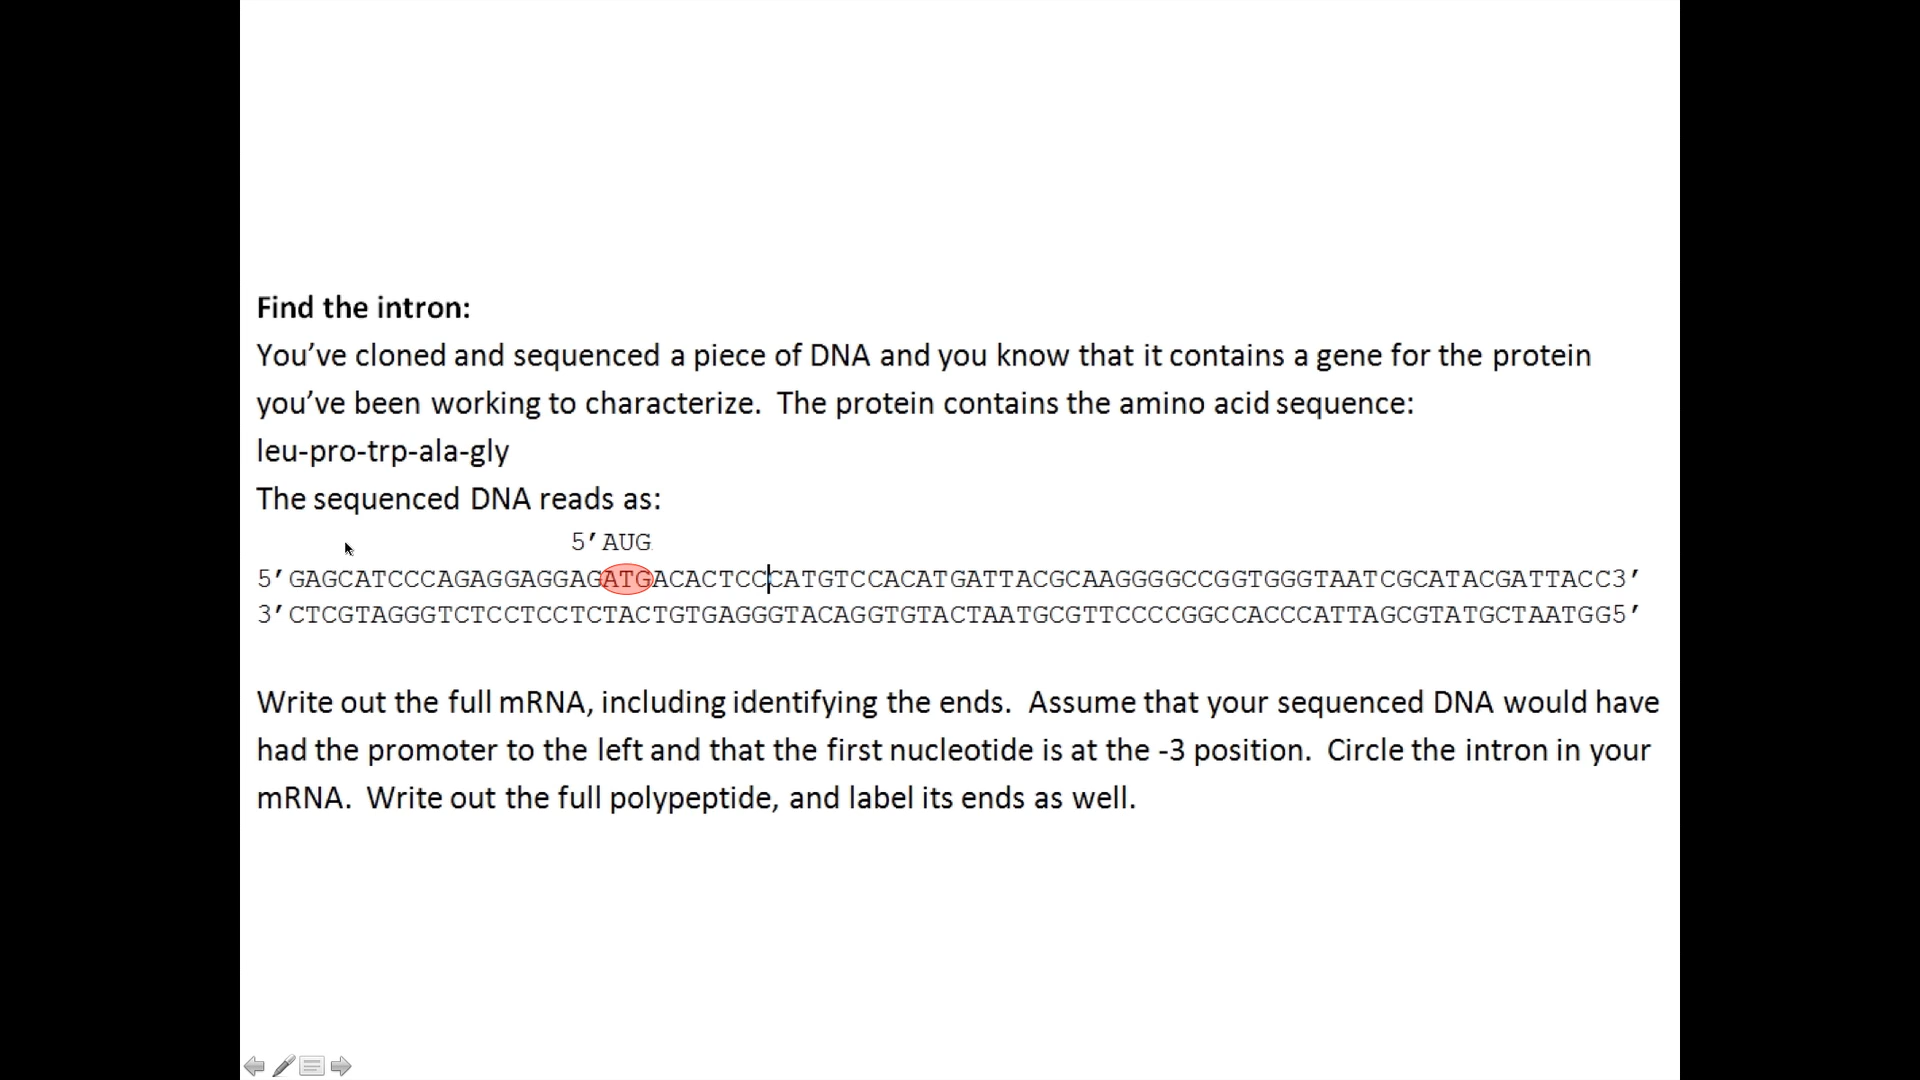 Find the intron:
You’ve cloned and sequenced a piece of DNA and you know that it contains a gene for the protein
you’ve been working to characterize.  The protein contains the amino acid sequence:
leu-pro-trp-ala-gly
The sequenced DNA reads as:
5’AUG
5’GAGCATCCCAGAGGAGGAGATGACACTCCCATGTCCACATGATTACGCAAGGGGCCGGTGGGTAATCGCATACGATTACC3’
3’CTCGTAGGGTCTCCTCCTCTACTGTGAGGGTACAGGTGTACTAATGCGTTCCCCGGCCACCCATTAGCGTATGCTAATGG5’
Write out the full mRNA, including identifying the ends.  Assume that your sequenced DNA would have
had the promoter to the left and that the first nucleotide is at the -3 position.  Circle the intron in your
mRNA.  Write out the full polypeptide, and label its ends as well.